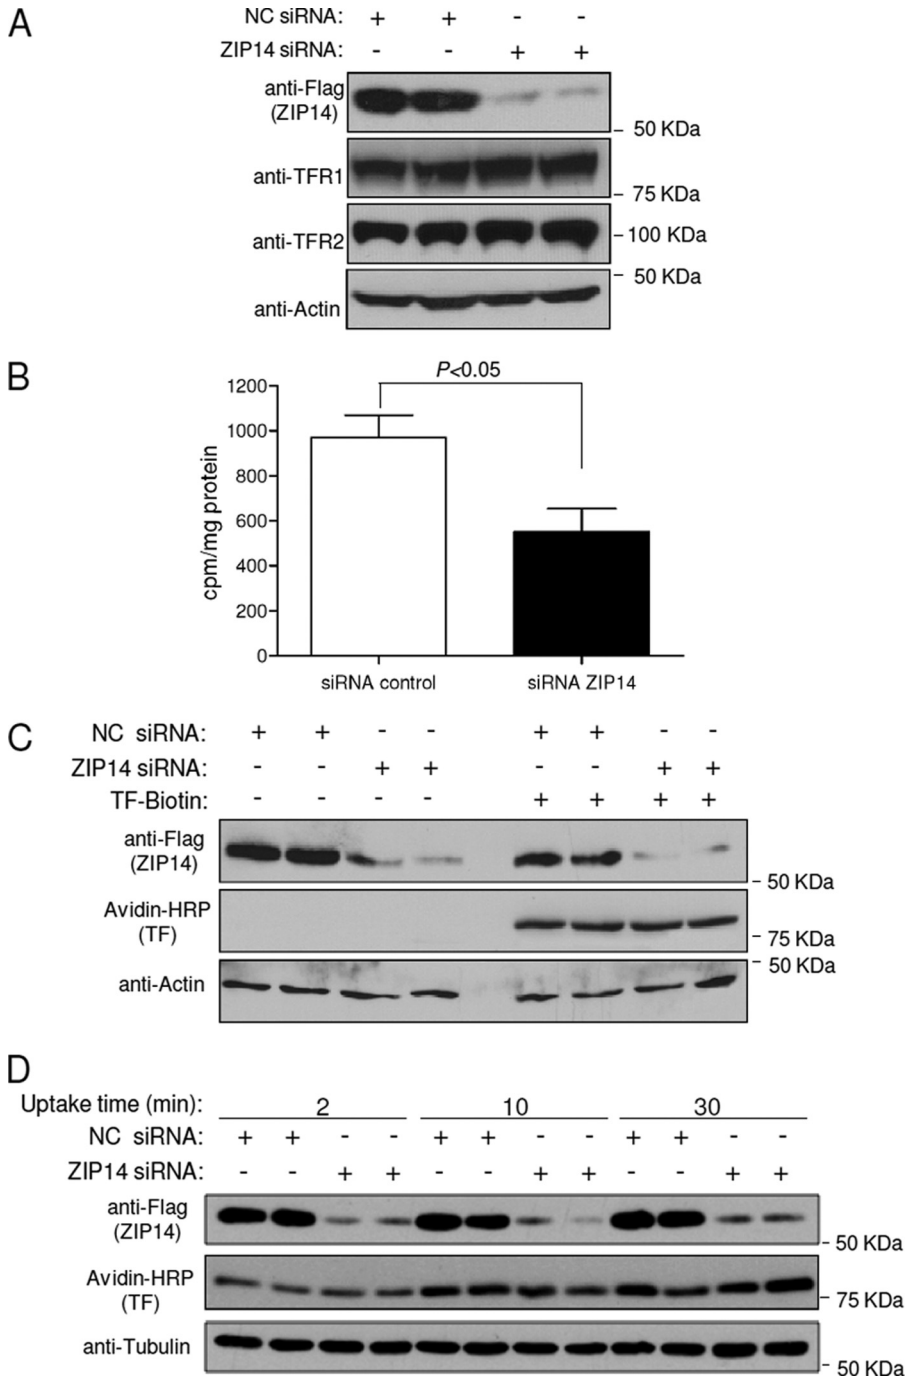 A
NC siRNA: + + - -
ZIP14 siRNA: - - + +
anti-Flag
(ZIP14)
50 KDa
anti-TFR1
75 KDa
anti-TFR2
100 KDa
50 KDa
anti-Actin
B
P<0.05
1200
1000
800
600
400
200
0
cpm/mg protein
siRNA control
siRNA ZIP14
C
NC siRNA: + + - - + + - -
ZIP14 siRNA: - - + + - - + +
TF-Biotin: - - - - + + + +
anti-Flag
(ZIP14)
50 KDa
Avidin-HRP
(TF)
75 KDa
50 KDa
anti-Actin
D
Uptake time (min): 2 10 30
NC siRNA: + + - - + + - - + + - -
ZIP14 siRNA: - - + + - - + + - - + +
anti-Flag
(ZIP14)
50 KDa
Avidin-HRP
(TF)
75 KDa
anti-Tubulin
50 KDa